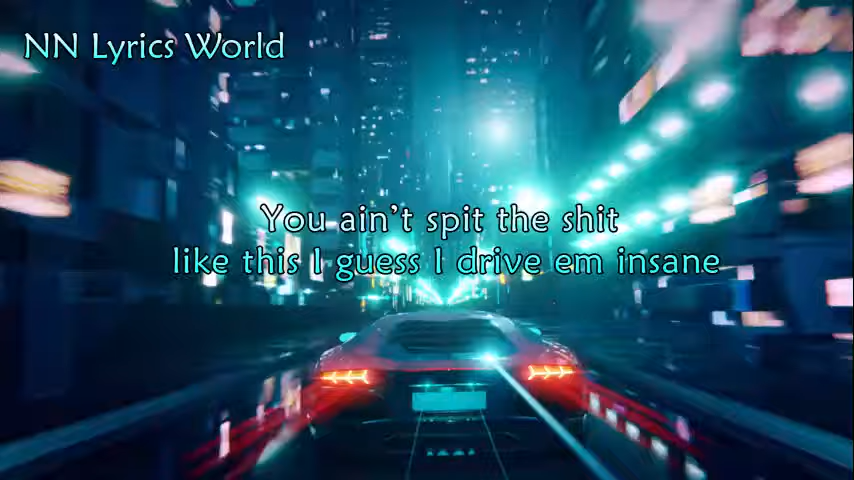 NN Lyrics World
You ain't spit the shit
like this I guess I drive em insane